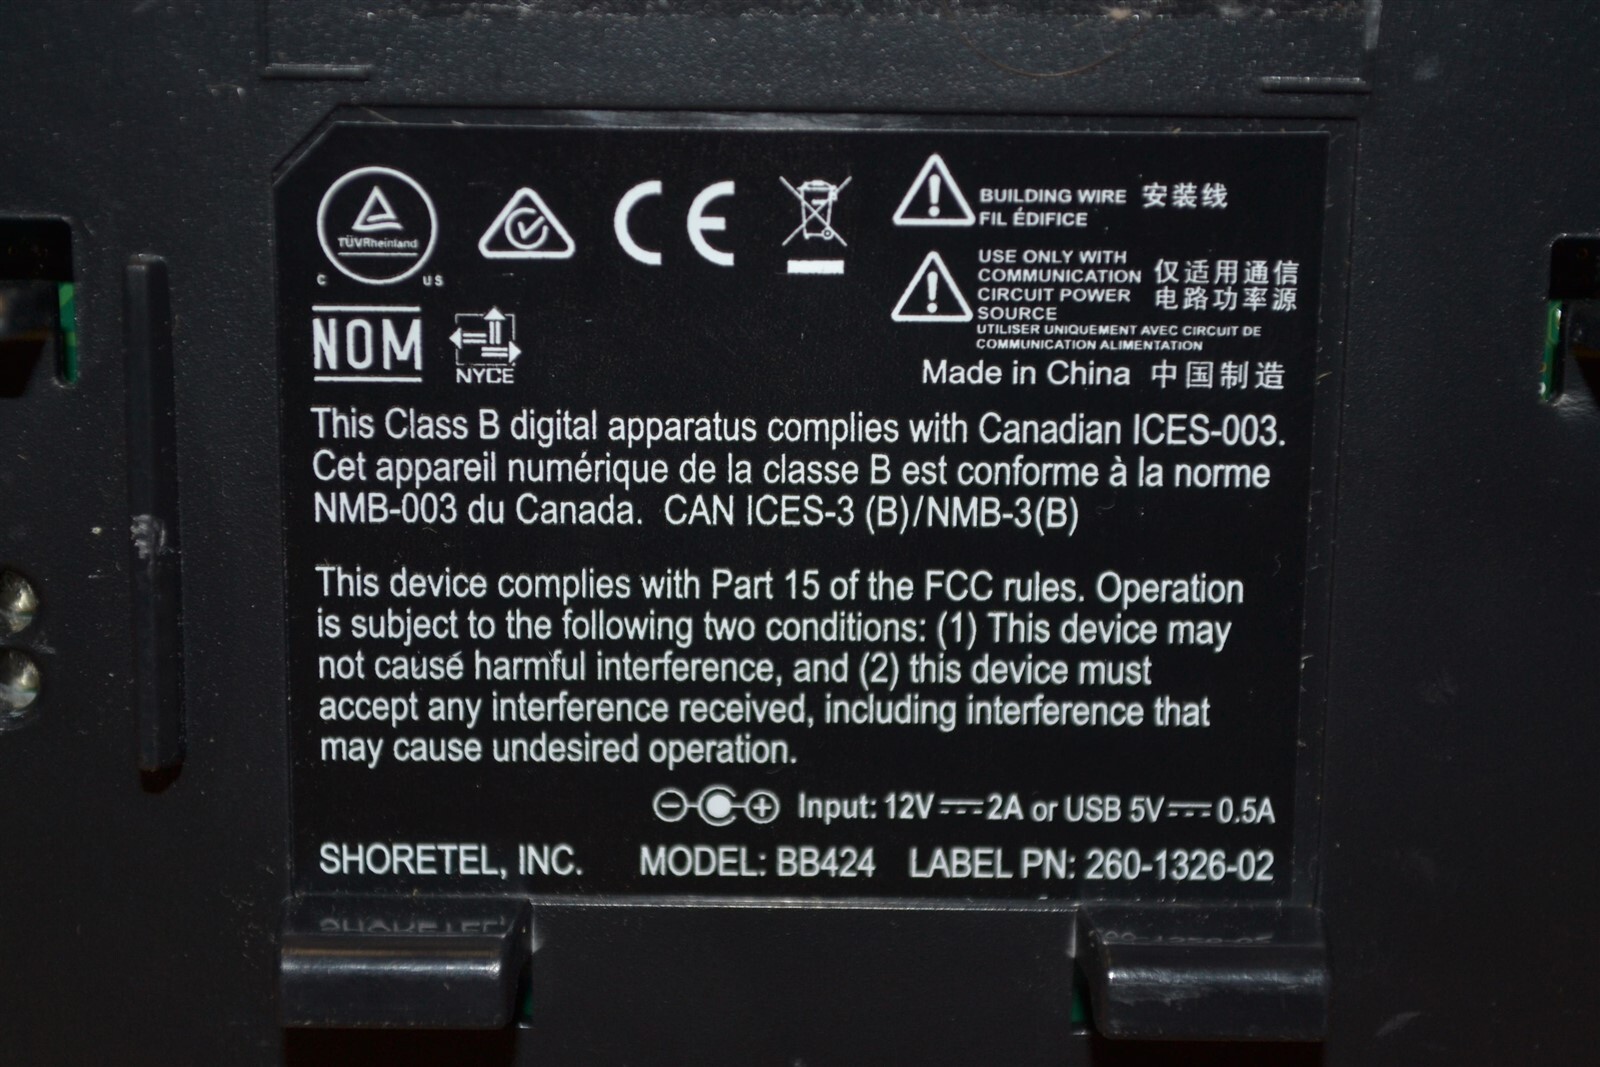 TÜVRheinland
C US
CE
BUILDING WIRE 安装线
FIL ÉDIFICE
USE ONLY WITH
COMMUNICATION 仅适用通信
CIRCUIT POWER 电路功率源
SOURCE
UTILISER UNIQUEMENT AVEC CIRCUIT DE
COMMUNICATION ALIMENTATION
NOM
NYCE
Made in China 中国制造
This Class B digital apparatus complies with Canadian ICES-003.
Cet appareil numérique de la classe B est conforme à la norme
NMB-003 du Canada. CAN ICES-3 (B)/NMB-3(B)
This device complies with Part 15 of the FCC rules. Operation
is subject to the following two conditions: (1) This device may
not cause harmful interference, and (2) this device must
accept any interference received, including interference that
may cause undesired operation.
Input: 12V⎓2A or USB 5V⎓0.5A
SHORETEL, INC. MODEL: BB424 LABEL PN: 260-1326-02